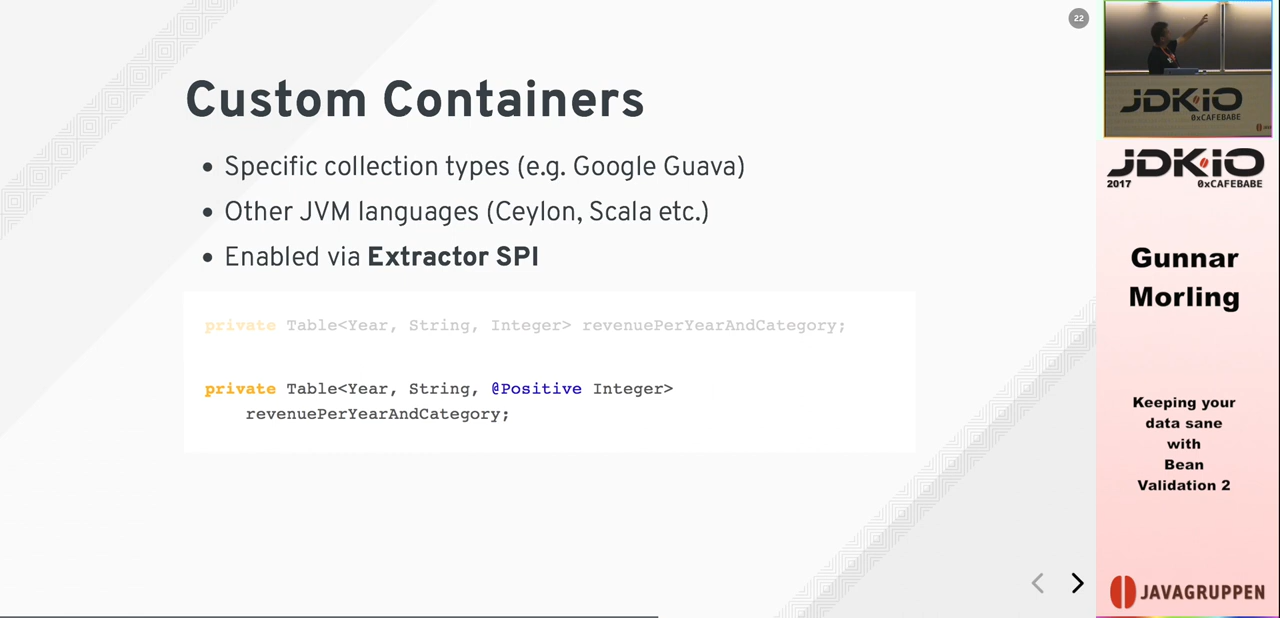 22
Custom Containers
• Specific collection types (e.g. Google Guava)
• Other JVM languages (Ceylon, Scala etc.)
• Enabled via Extractor SPI
private Table<Year, String, Integer> revenuePerYearAndCategory;
private Table<Year, String, @Positive Integer>
revenuePerYearAndCategory;
JDK.IO
0xCAFEBABE
JDK.IO
2017 0xCAFEBABE
Gunnar
Morling
Keeping your
data sane
with
Bean
Validation 2
JAVAGRUPPEN